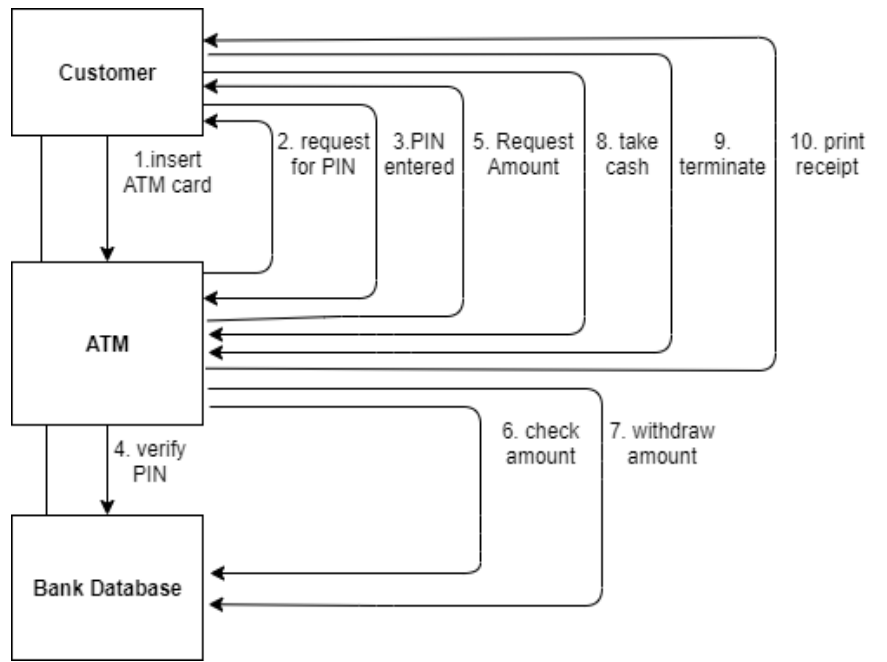 Customer
1.insert
ATM card
2. request
for PIN
3.PIN
entered
5. Request
Amount
8. take
cash
9.
terminate
10. print
receipt
ATM
4. verify
PIN
6. check
amount
7. withdraw
amount
Bank Database